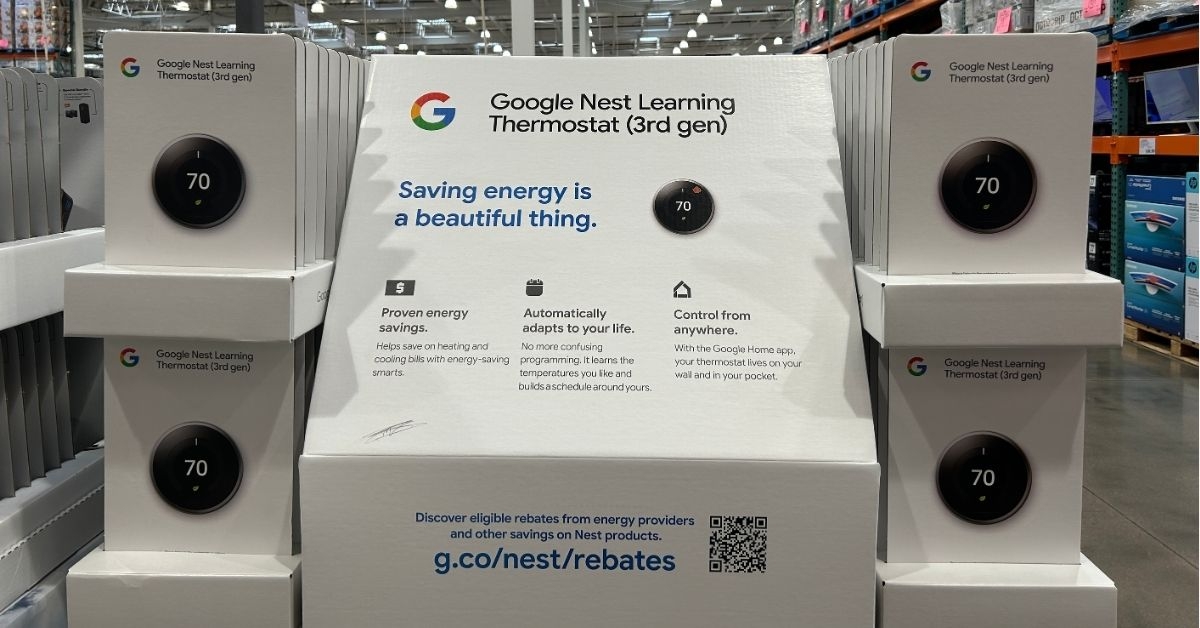 Google Nest Learning
Thermostat (3rd gen)
70
Google Nest Learning
Thermostat (3rd gen)
70
Google Nest Learning
Thermostat (3rd gen)
Saving energy is
a beautiful thing.
70
Proven energy
savings.
Helps save on heating and
cooling bills with energy-saving
smarts.
Automatically
adapts to your life.
No more confusing
programming. It learns the
temperatures you like and
builds a schedule around yours.
Control from
anywhere.
With the Google Home app,
your thermostat lives on your
wall and in your pocket.
Discover eligible rebates from energy providers
and other savings on Nest products.
g.co/nest/rebates
Google Nest Learning
Thermostat (3rd gen)
70
Google Nest Learning
Thermostat (3rd gen)
70